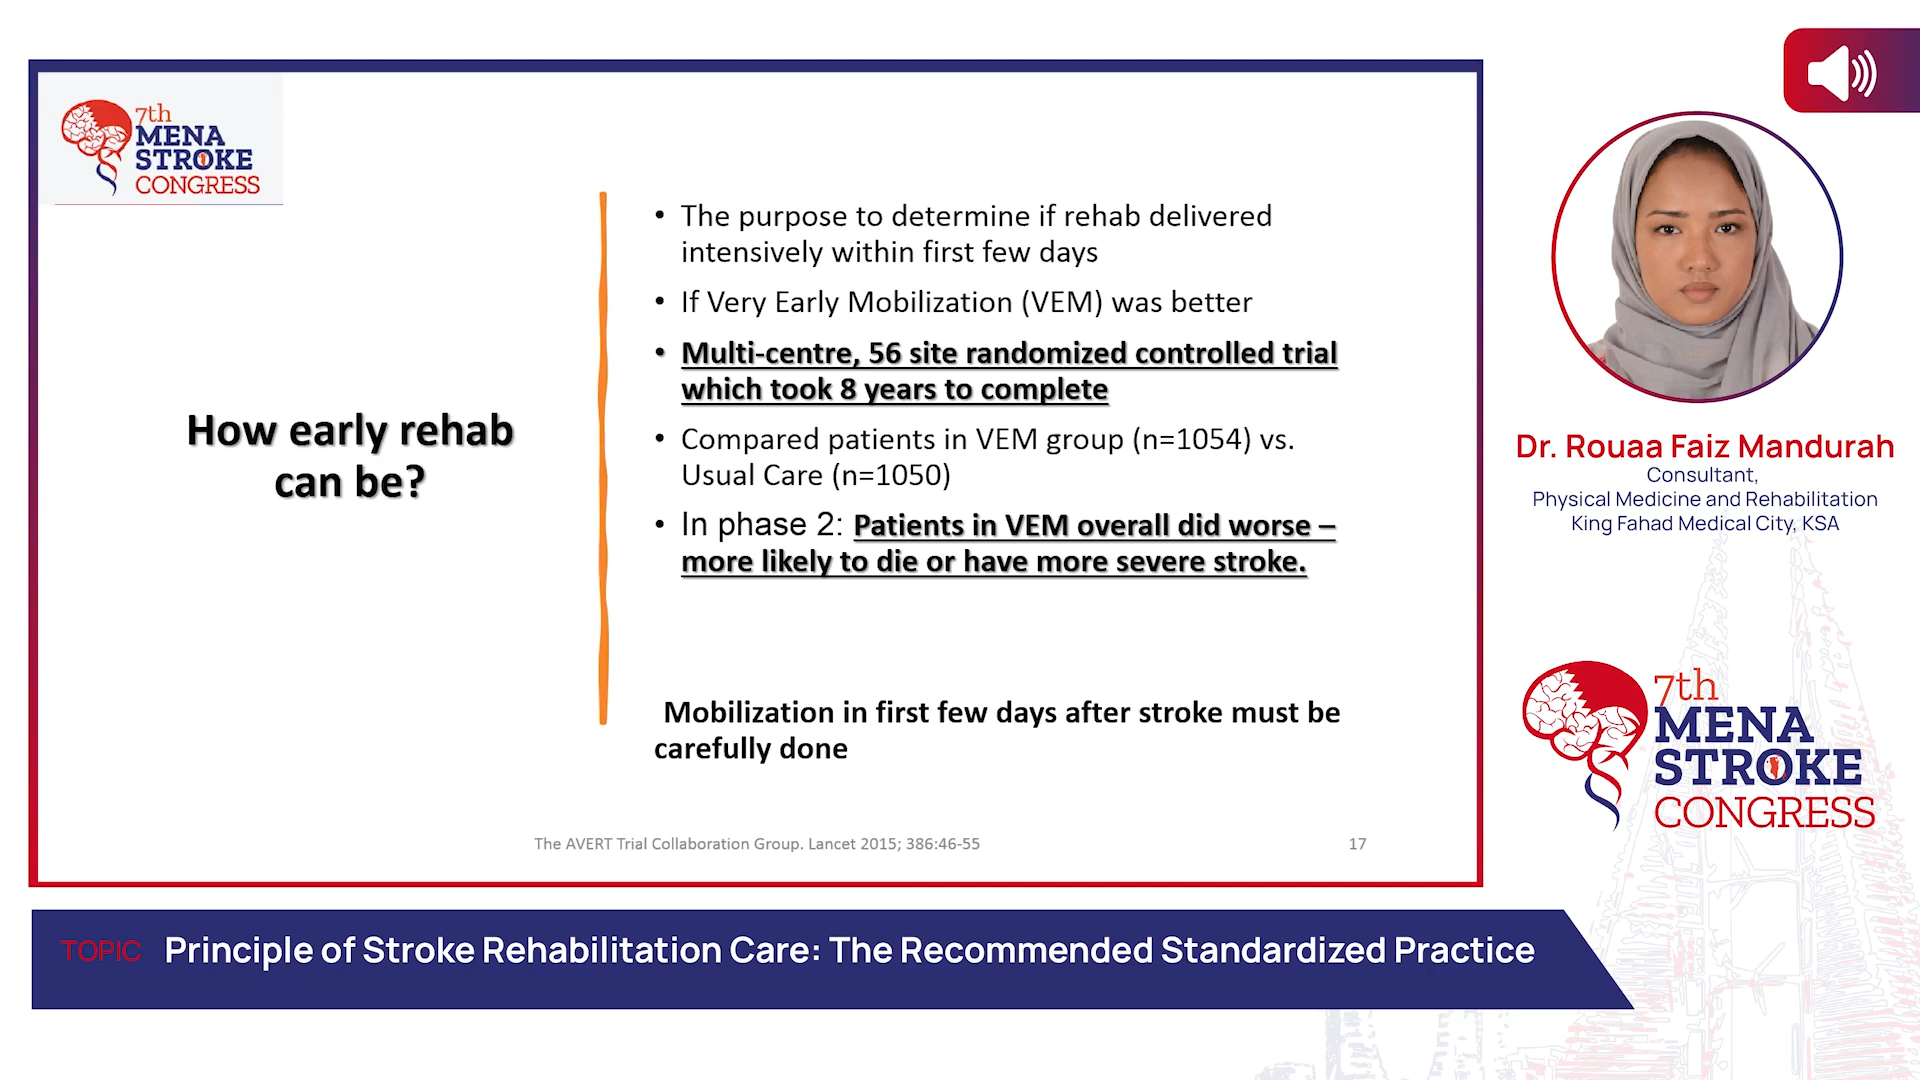 7th
MENA
STROKE
CONGRESS
How early rehab
can be?
• The purpose to determine if rehab delivered
intensively within first few days
• If Very Early Mobilization (VEM) was better
• Multi-centre, 56 site randomized controlled trial
which took 8 years to complete
• Compared patients in VEM group (n=1054) vs.
Usual Care (n=1050)
• In phase 2: Patients in VEM overall did worse –
more likely to die or have more severe stroke.
Mobilization in first few days after stroke must be
carefully done
The AVERT Trial Collaboration Group. Lancet 2015; 386:46-55
17
Dr. Rouaa Faiz Mandurah
Consultant,
Physical Medicine and Rehabilitation
King Fahad Medical City, KSA
7th
MENA
STROKE
CONGRESS
TOPIC Principle of Stroke Rehabilitation Care: The Recommended Standardized Practice